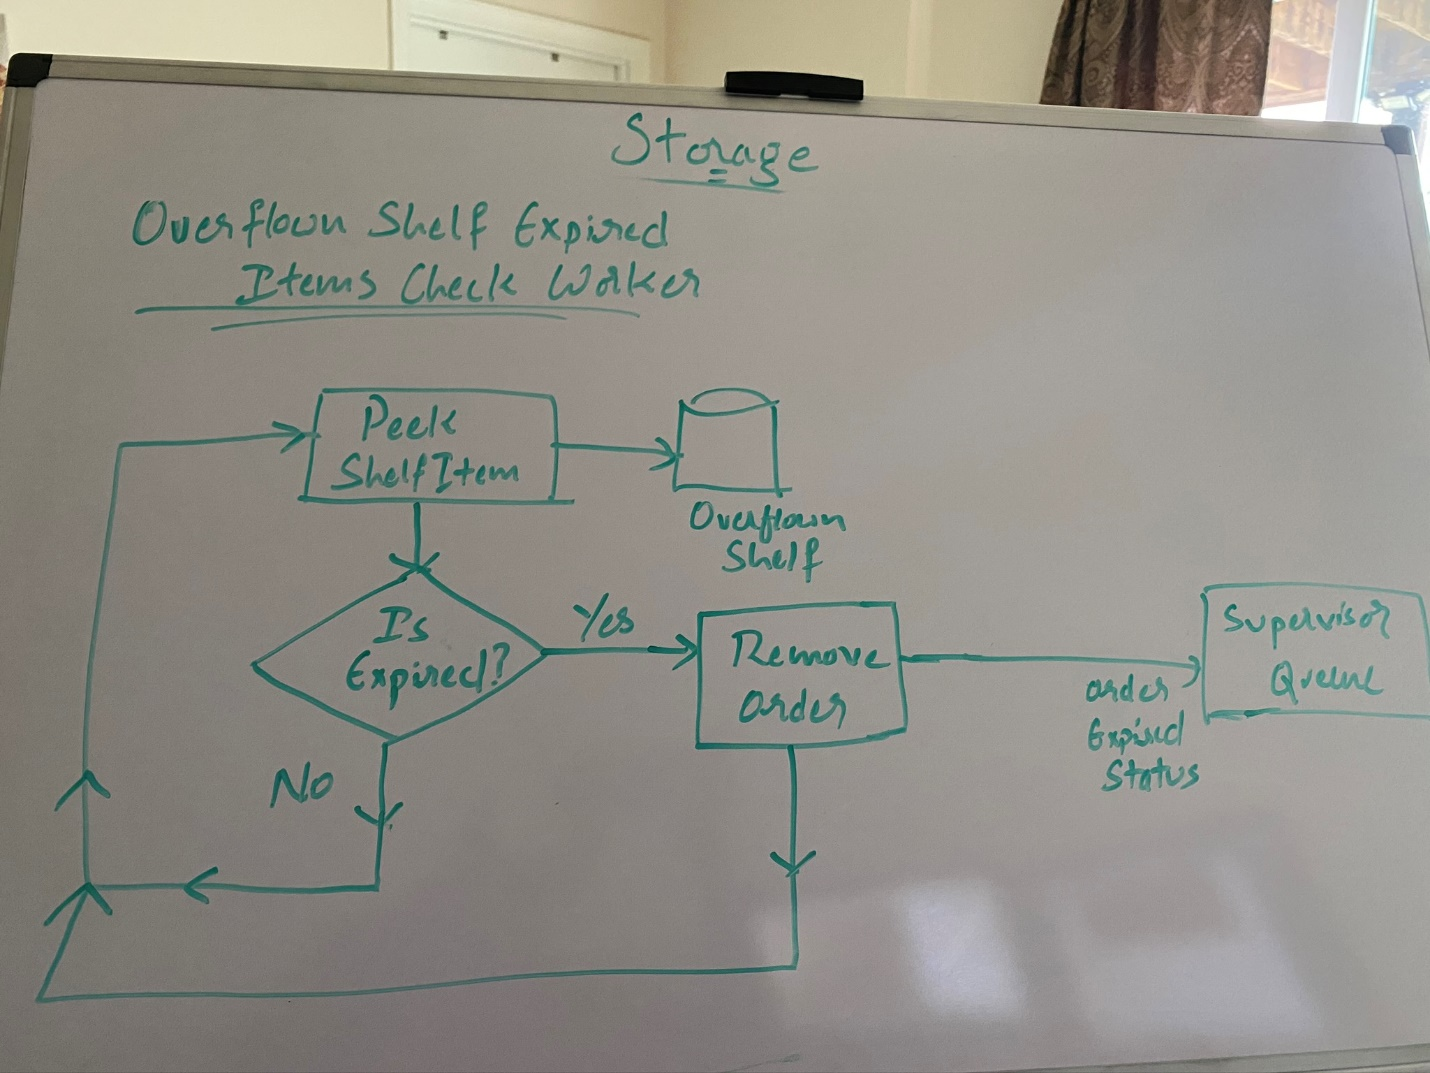 Storage
Overflown Shelf Expired
Items Check Worker
Peek
ShelfItem
Overflown
Shelf
Is
Expired?
Yes
Remove
Order
Order
Expired
Status
Supervisor
Queue
No